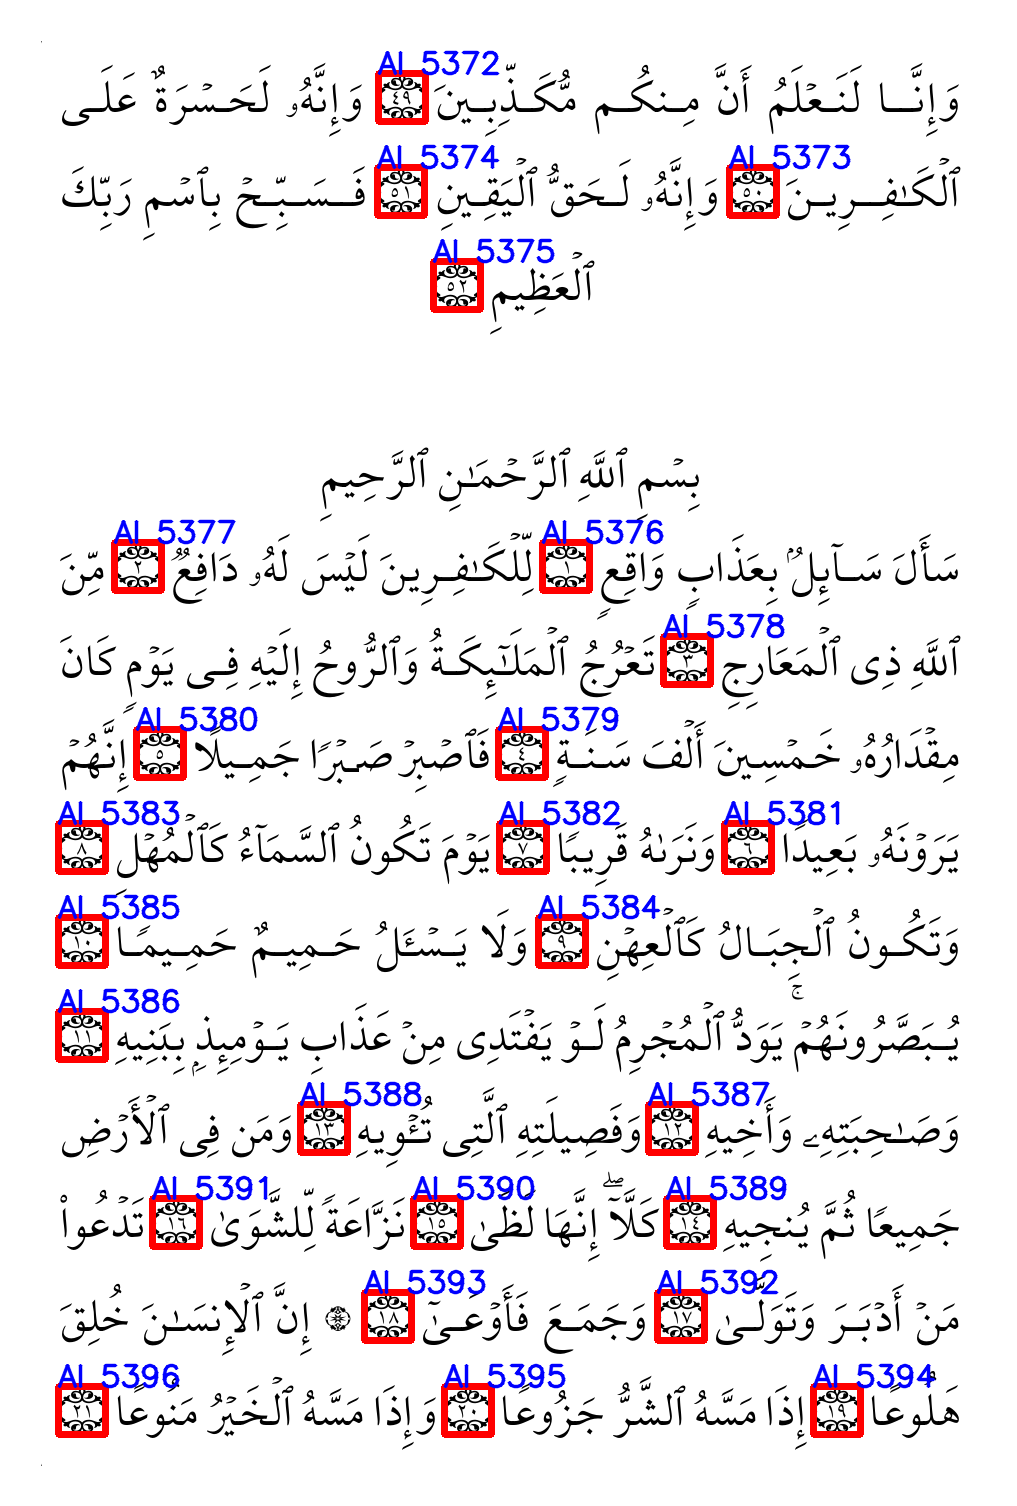 AI 5372
وَإِنَّا لَنَعْلَمُ أَنَّ مِنكُم مُّكَذِّبِينَ ٤٩ وَإِنَّهُۥ لَحَسْرَةٌ عَلَى
AI 5374 AI 5373
ٱلْكَـٰفِرِينَ ٥٠ وَإِنَّهُۥ لَحَقُّ ٱلْيَقِينِ ٥١ فَسَبِّحْ بِٱسْمِ رَبِّكَ
AI 5375
ٱلْعَظِيمِ ٥٢
بِسْمِ ٱللَّهِ ٱلرَّحْمَـٰنِ ٱلرَّحِيمِ
AI 5377 AI 5376
سَأَلَ سَآئِلٌۢ بِعَذَابٍ وَاقِعٍ ١ لِّلْكَـٰفِرِينَ لَيْسَ لَهُۥ دَافِعٌ ٢ مِّنَ
AI 5378
ٱللَّهِ ذِى ٱلْمَعَارِجِ ٣ تَعْرُجُ ٱلْمَلَـٰٓئِكَةُ وَٱلرُّوحُ إِلَيْهِ فِى يَوْمٍ كَانَ
AI 5380 AI 5379
مِقْدَارُهُۥ خَمْسِينَ أَلْفَ سَنَةٍ ٤ فَٱصْبِرْ صَبْرًا جَمِيلًا ٥ إِنَّهُمْ
AI 5383 AI 5382 AI 5381
يَرَوْنَهُۥ بَعِيدًا ٦ وَنَرَىٰهُ قَرِيبًا ٧ يَوْمَ تَكُونُ ٱلسَّمَآءُ كَٱلْمُهْلِ ٨
AI 5385 AI 5384
وَتَكُونُ ٱلْجِبَالُ كَٱلْعِهْنِ ٩ وَلَا يَسْـَٔلُ حَمِيمٌ حَمِيمًا ١٠
AI 5386
يُبَصَّرُونَهُمْ ۚ يَوَدُّ ٱلْمُجْرِمُ لَوْ يَفْتَدِى مِنْ عَذَابِ يَوْمِئِذٍۭ بِبَنِيهِ ١١
AI 5388 AI 5387
وَصَـٰحِبَتِهِۦ وَأَخِيهِ ١٢ وَفَصِيلَتِهِ ٱلَّتِى تُـْٔوِيهِ ١٣ وَمَن فِى ٱلْأَرْضِ
AI 5391 AI 5390 AI 5389
جَمِيعًا ثُمَّ يُنجِيهِ ١٤ كَلَّآ ۖ إِنَّهَا لَظَىٰ ١٥ نَزَّاعَةً لِّلشَّوَىٰ ١٦ تَدْعُوا۟
AI 5393 AI 5392
مَنْ أَدْبَرَ وَتَوَلَّىٰ ١٧ وَجَمَعَ فَأَوْعَىٰٓ ١٨ ۞ إِنَّ ٱلْإِنسَـٰنَ خُلِقَ
AI 5396 AI 5395 AI 5394
هَلُوعًا ١٩ إِذَا مَسَّهُ ٱلشَّرُّ جَزُوعًا ٢٠ وَإِذَا مَسَّهُ ٱلْخَيْرُ مَنُوعًا ٢١